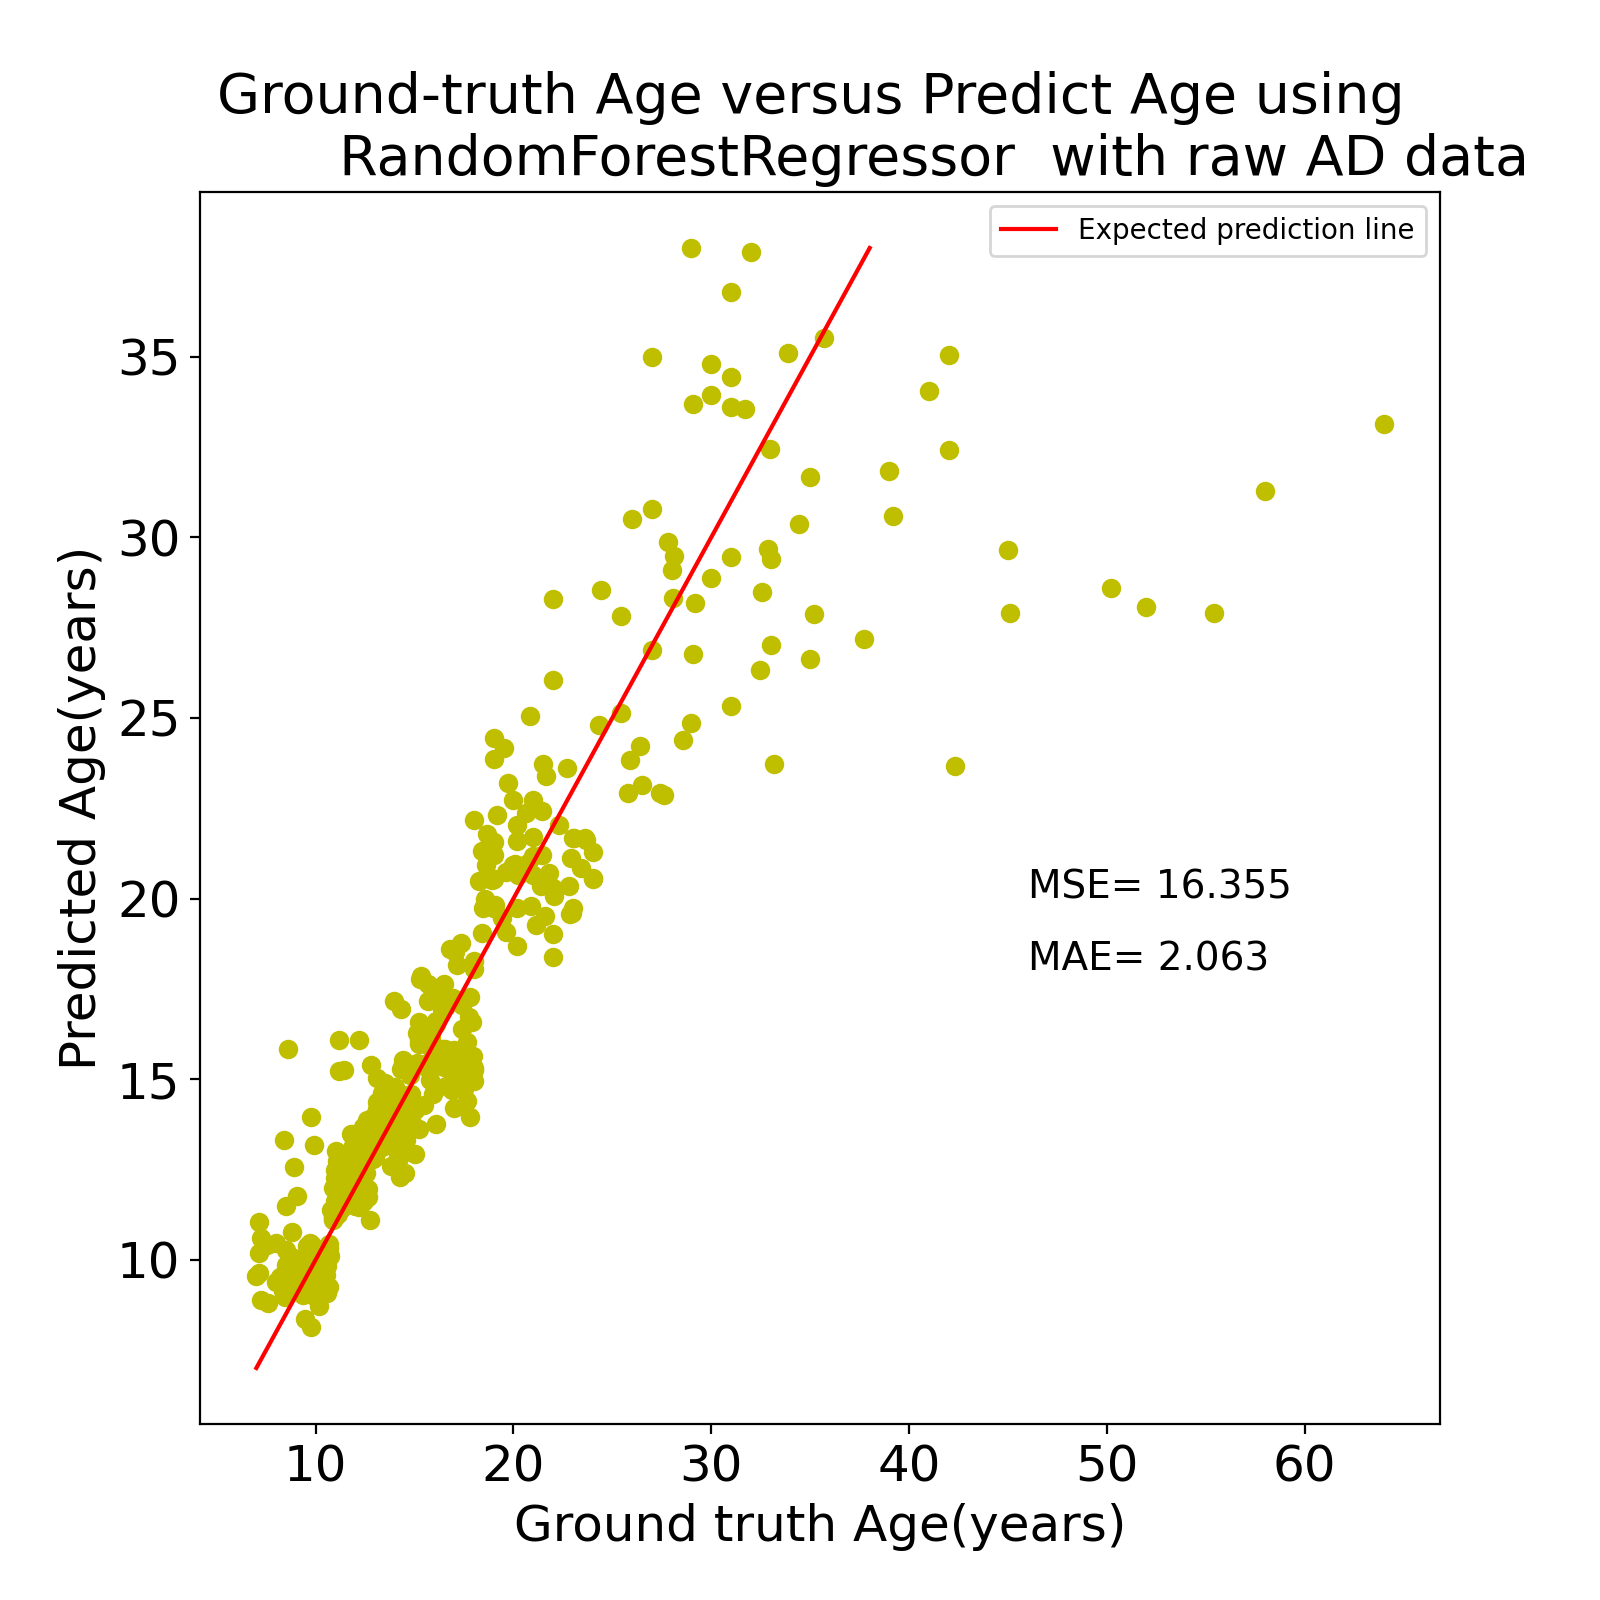 Ground-truth Age versus Predict Age using
RandomForestRegressor  with raw AD data
Expected prediction line
35
30
25
20
15
10
Predicted Age(years)
MSE= 16.355
MAE= 2.063
10 20 30 40 50 60
Ground truth Age(years)